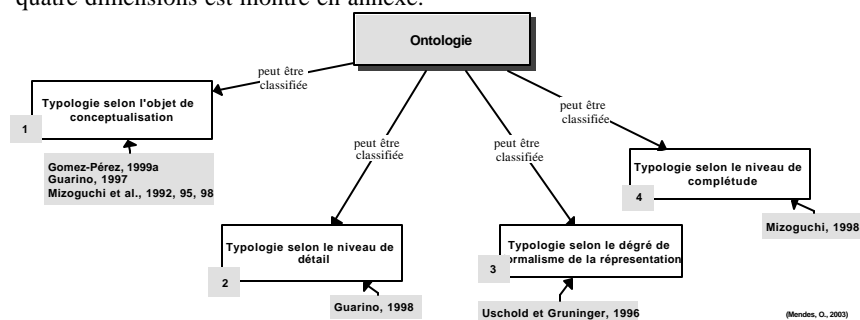 quatre dimensions est montré en annexe.
Ontologie
peut être
classifiée
Typologie selon l'objet de
conceptualisation
1
Gomez-Pérez, 1999a
Guarino, 1997
Mizoguchi et al., 1992, 95, 98
peut être
classifiée
Typologie selon le niveau de
détail
2
Guarino, 1998
peut être
classifiée
Typologie selon le dégré de
ormalisme de la répresentation
3
Uschold et Gruninger, 1996
peut être
classifiée
Typologie selon le niveau de
complétude
4
Mizoguchi, 1998
(Mendes, O., 2003)